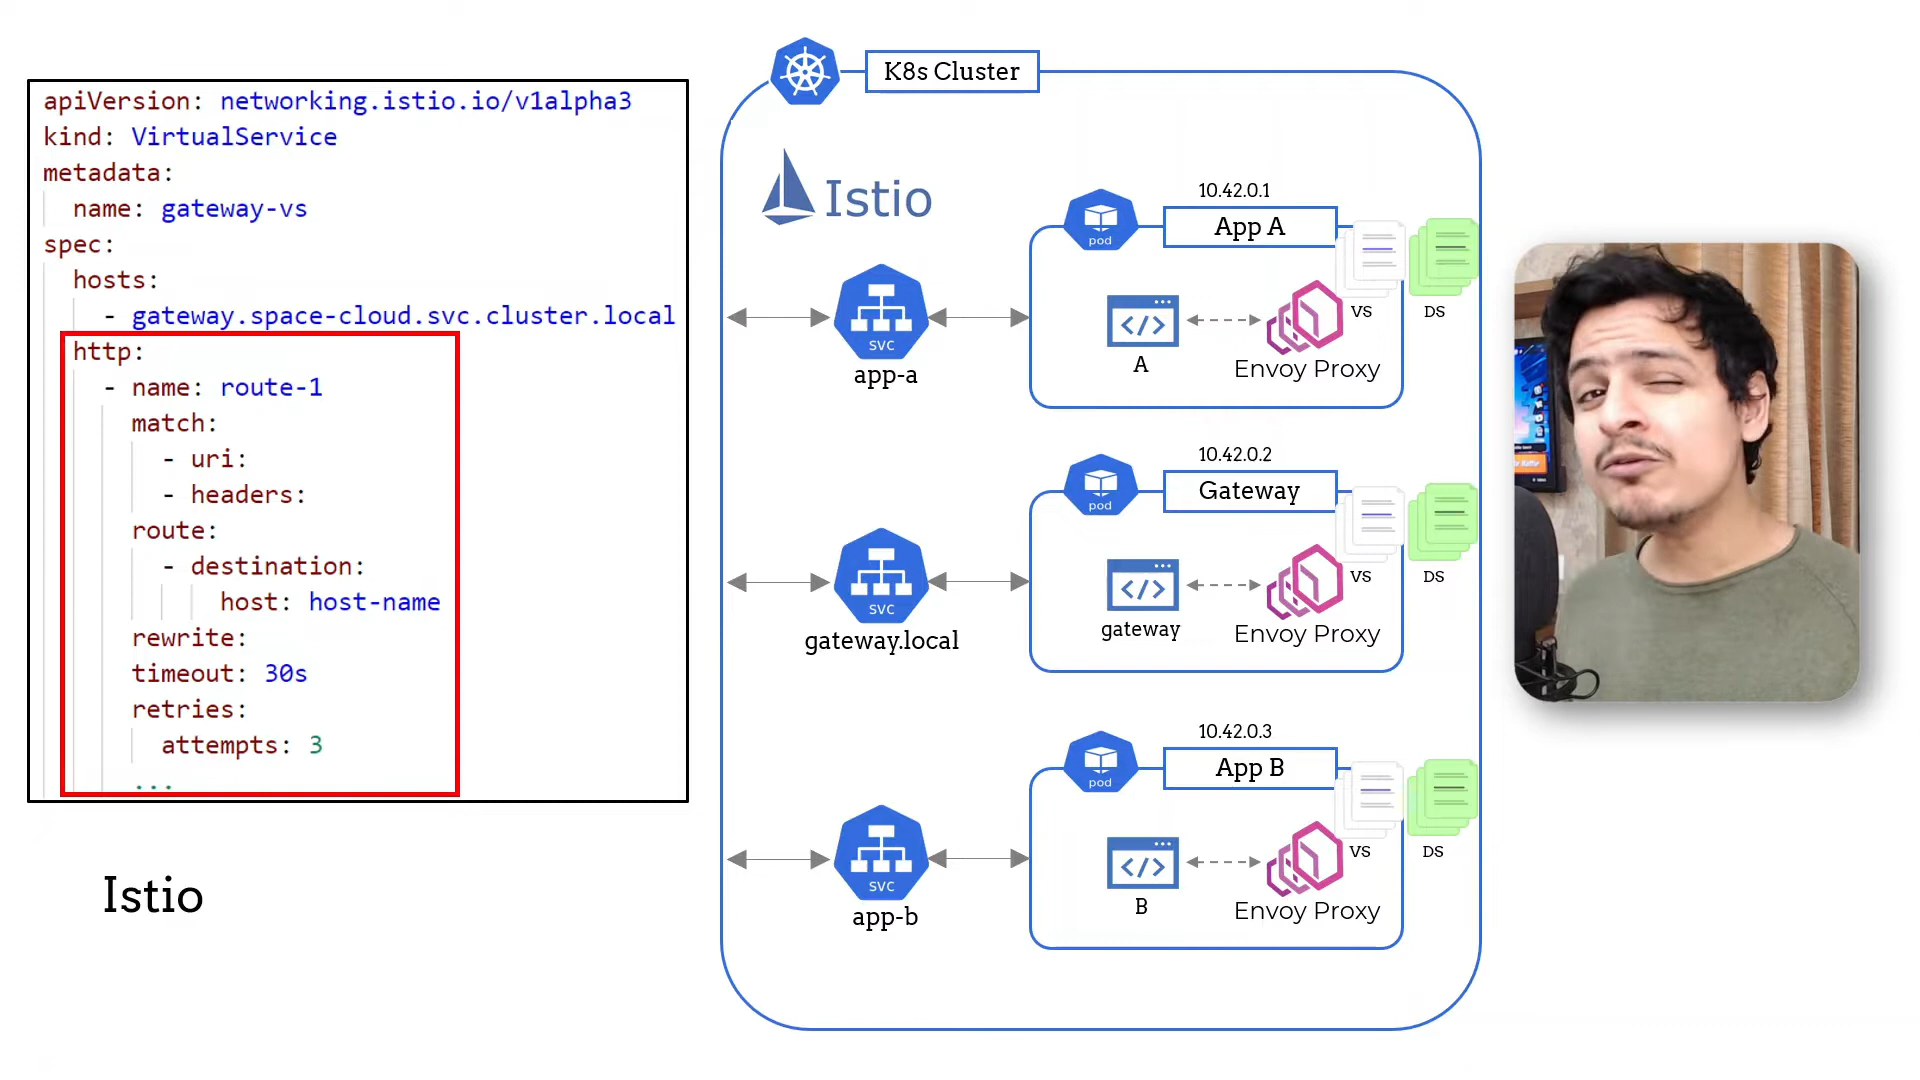 apiVersion: networking.istio.io/v1alpha3
kind: VirtualService
metadata:
name: gateway-vs
spec:
hosts:
- gateway.space-cloud.svc.cluster.local
http:
- name: route-1
match:
- uri:
- headers:
route:
- destination:
host: host-name
rewrite:
timeout: 30s
retries:
attempts: 3
...
Istio
K8s Cluster
Istio
svc
app-a
10.42.0.1
pod
App A
A
Envoy Proxy
VS
DS
svc
gateway.local
10.42.0.2
pod
Gateway
gateway
Envoy Proxy
VS
DS
svc
app-b
10.42.0.3
pod
App B
B
Envoy Proxy
VS
DS